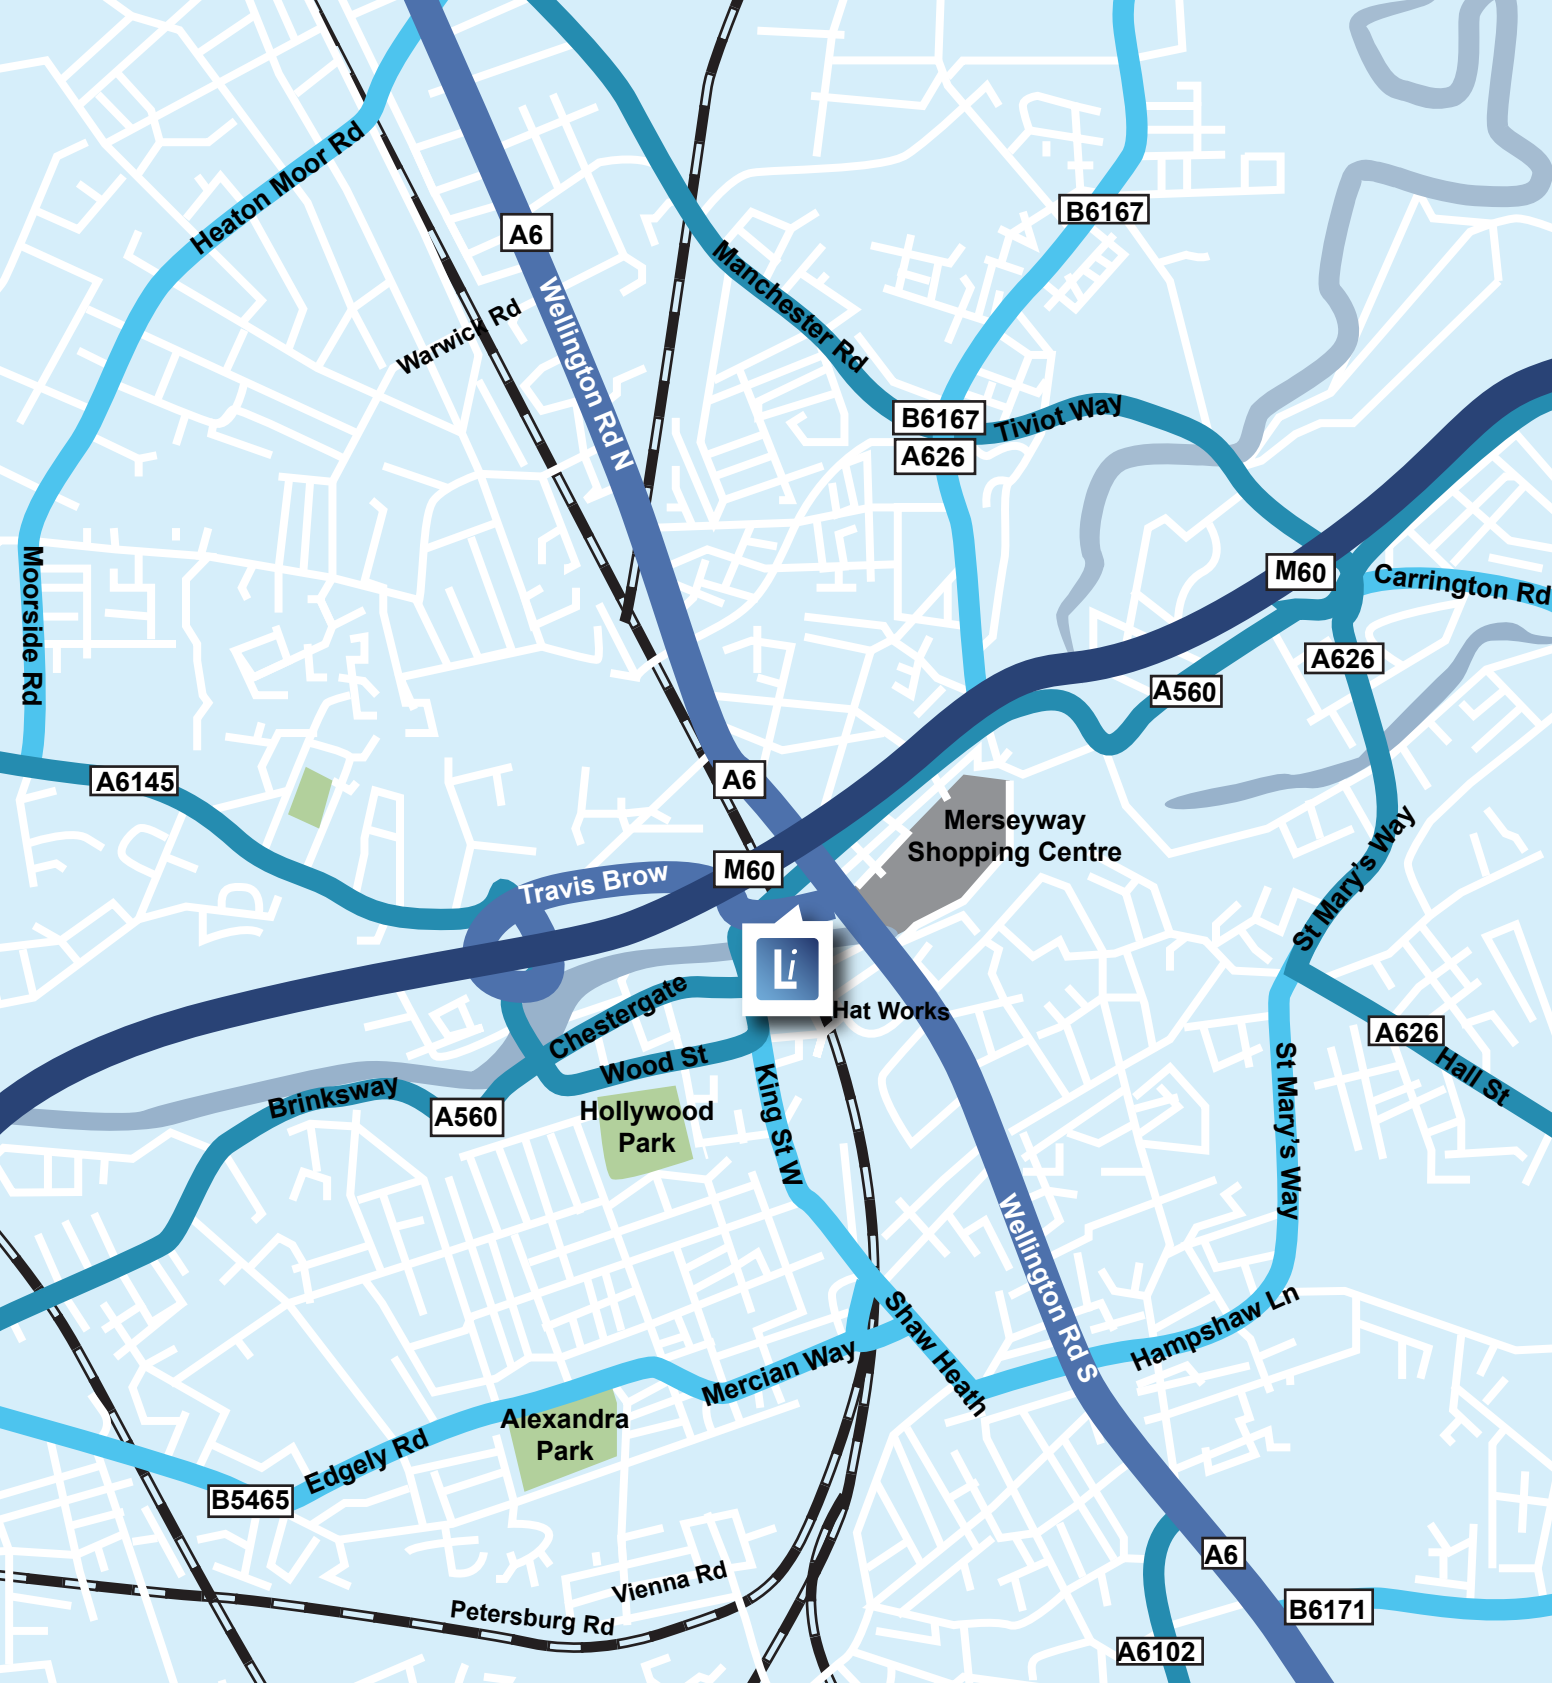 Heaton Moor Rd
A6
B6167
Warwick Rd
Wellington Rd N
Manchester Rd
B6167
Tiviot Way
A626
M60
Carrington Rd
Moorside Rd
A626
A560
A6145
A6
Merseyway
Shopping Centre
M60
Travis Brow
St Mary's Way
Li
Chestergate
Hat Works
A626
Wood St
Hall St
Brinksway
A560
Hollywood
Park
King St W
St Mary's Way
Wellington Rd S
Shaw Heath
Hampshaw Ln
Mercian Way
Alexandra
Park
Edgely Rd
B5465
A6
Vienna Rd
Petersburg Rd
B6171
A6102